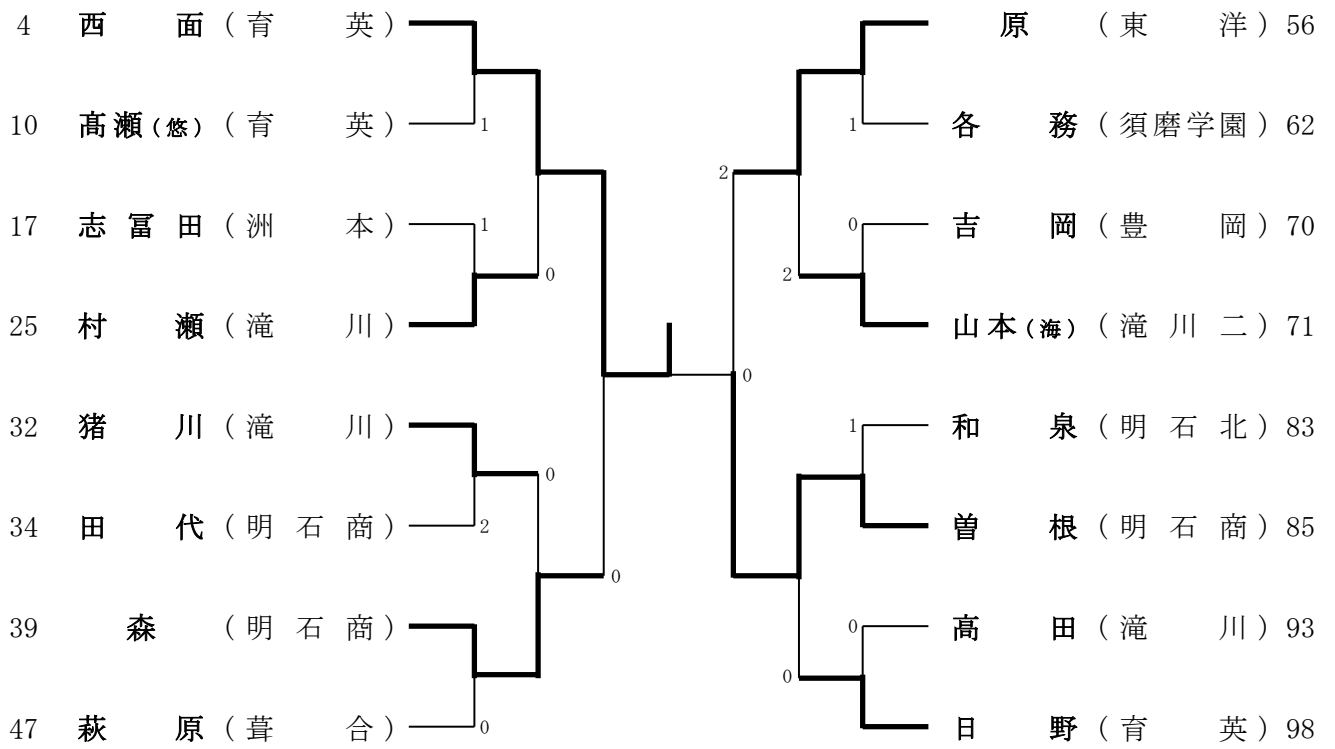 4 西面(育英) 原(東洋) 56
10 髙瀬(悠)(育英) 1 1 各務(須磨学園) 62
2
17 志冨田(洲本) 1 0 吉岡(豊岡) 70
0 2
25 村瀬(滝川) 山本(海)(滝川二) 71
0
32 猪川(滝川) 1 和泉(明石北) 83
0
34 田代(明石商) 2 曽根(明石商) 85
0
39 森(明石商) 0 髙田(滝川) 93
0
47 萩原(葺合) 0 日野(育英) 98